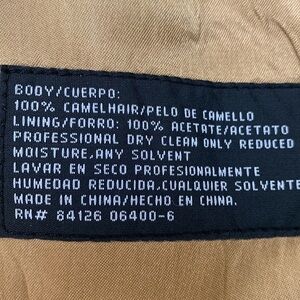 BODY/CUERPO:
100% CAMELHAIR/PELO DE CAMELLO
LINING/FORRO: 100% ACETATE/ACETATO
PROFESSIONAL DRY CLEAN ONLY REDUCED
MOISTURE,ANY SOLVENT
LAVAR EN SECO PROFESIONALMENTE
HUMEDAD REDUCIDA,CUALQUIER SOLVENTE
MADE IN CHINA/HECHO EN CHINA.
RN# 84126 06400-6